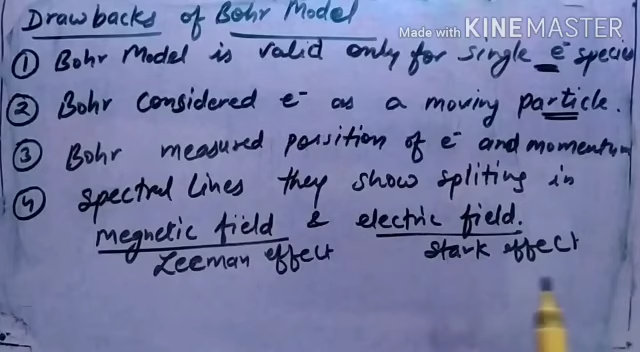 Drawbacks of Bohr Model
Made with KINEMASTER
① Bohr Model is valid only for single e⁻ species
② Bohr considered e⁻ as a moving particle.
③ Bohr measured porsition of e⁻ and momentum
④ spectral lines they show spliting in
megnetic field & electric field.
Zeeman effect stark effect